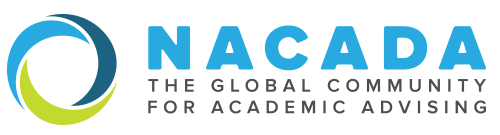 NACADA
THE GLOBAL COMMUNITY
FOR ACADEMIC ADVISING